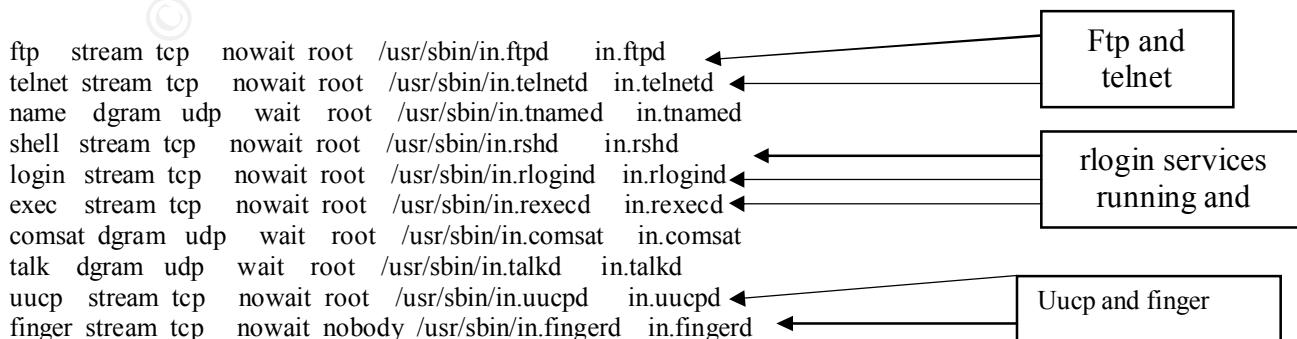 ©
ftp stream tcp nowait root /usr/sbin/in.ftpd in.ftpd
telnet stream tcp nowait root /usr/sbin/in.telnetd in.telnetd
name dgram udp wait root /usr/sbin/in.tnamed in.tnamed
shell stream tcp nowait root /usr/sbin/in.rshd in.rshd
login stream tcp nowait root /usr/sbin/in.rlogind in.rlogind
exec stream tcp nowait root /usr/sbin/in.rexecd in.rexecd
comsat dgram udp wait root /usr/sbin/in.comsat in.comsat
talk dgram udp wait root /usr/sbin/in.talkd in.talkd
uucp stream tcp nowait root /usr/sbin/in.uucpd in.uucpd
finger stream tcp nowait nobody /usr/sbin/in.fingerd in.fingerd
Ftp and
telnet
rlogin services
running and
Uucp and finger